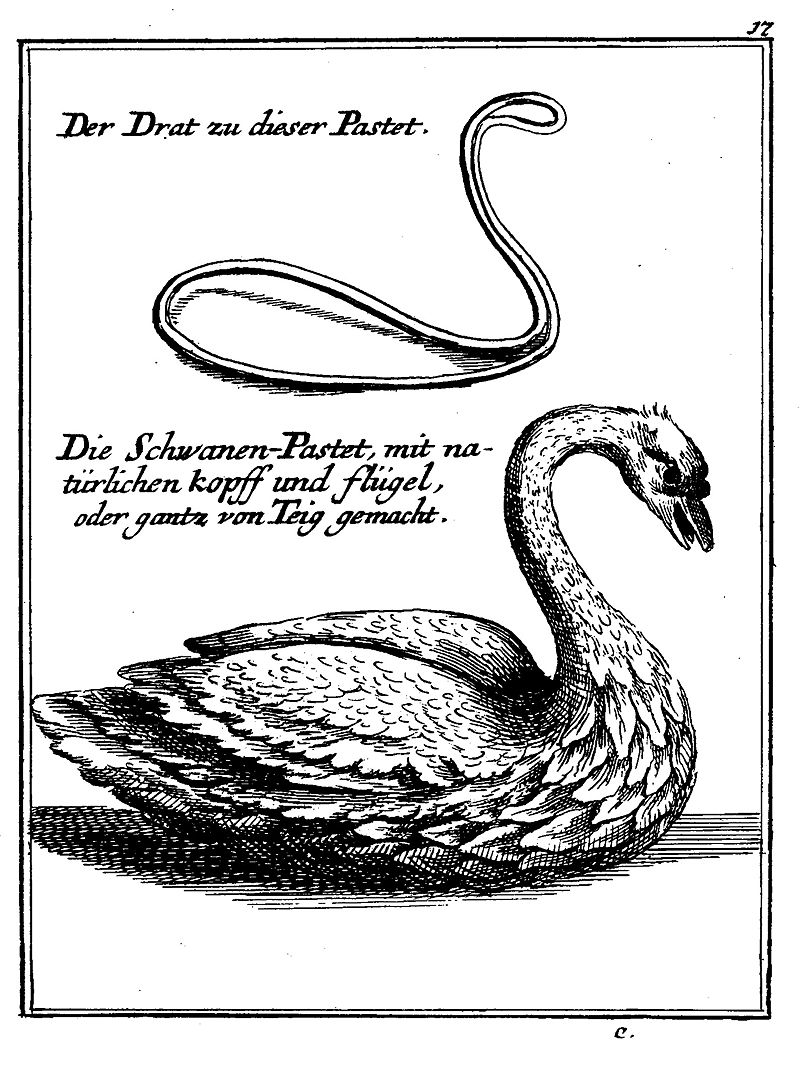 17
Der Drat zu dieser Pastet.
Die Schwanen-Pastet, mit na-
türlichen kopff und flügel,
oder gantz von Teig gemacht.
C.